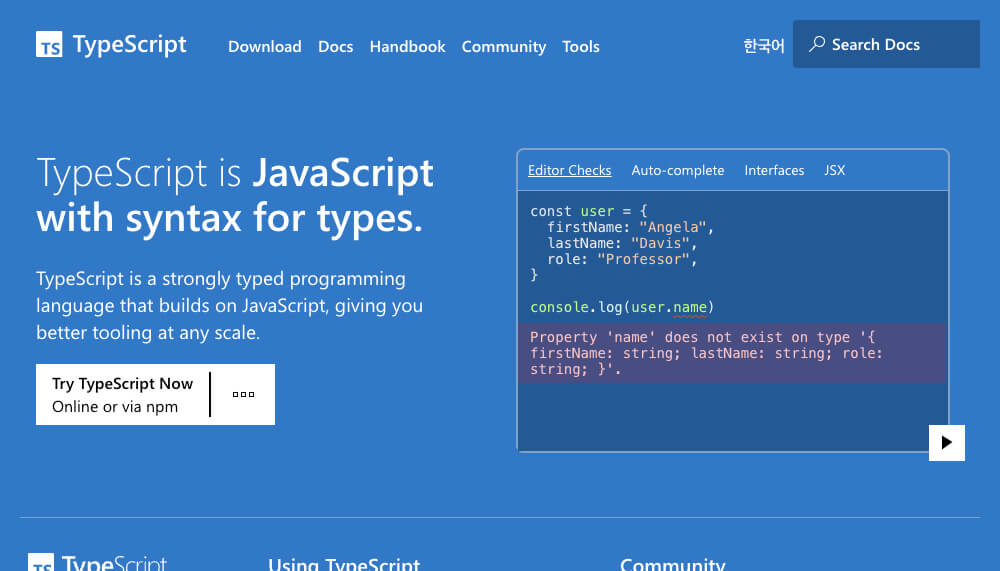 TS TypeScript
Download Docs Handbook Community Tools
한국어
Search Docs
TypeScript is JavaScript
with syntax for types.
TypeScript is a strongly typed programming
language that builds on JavaScript, giving you
better tooling at any scale.
Try TypeScript Now
Online or via npm
Editor Checks Auto-complete Interfaces JSX
const user = {
  firstName: "Angela",
  lastName: "Davis",
  role: "Professor",
}
console.log(user.name)
Property 'name' does not exist on type '{
firstName: string; lastName: string; role:
string; }'.
TS TypeScript
Using TypeScript
Community